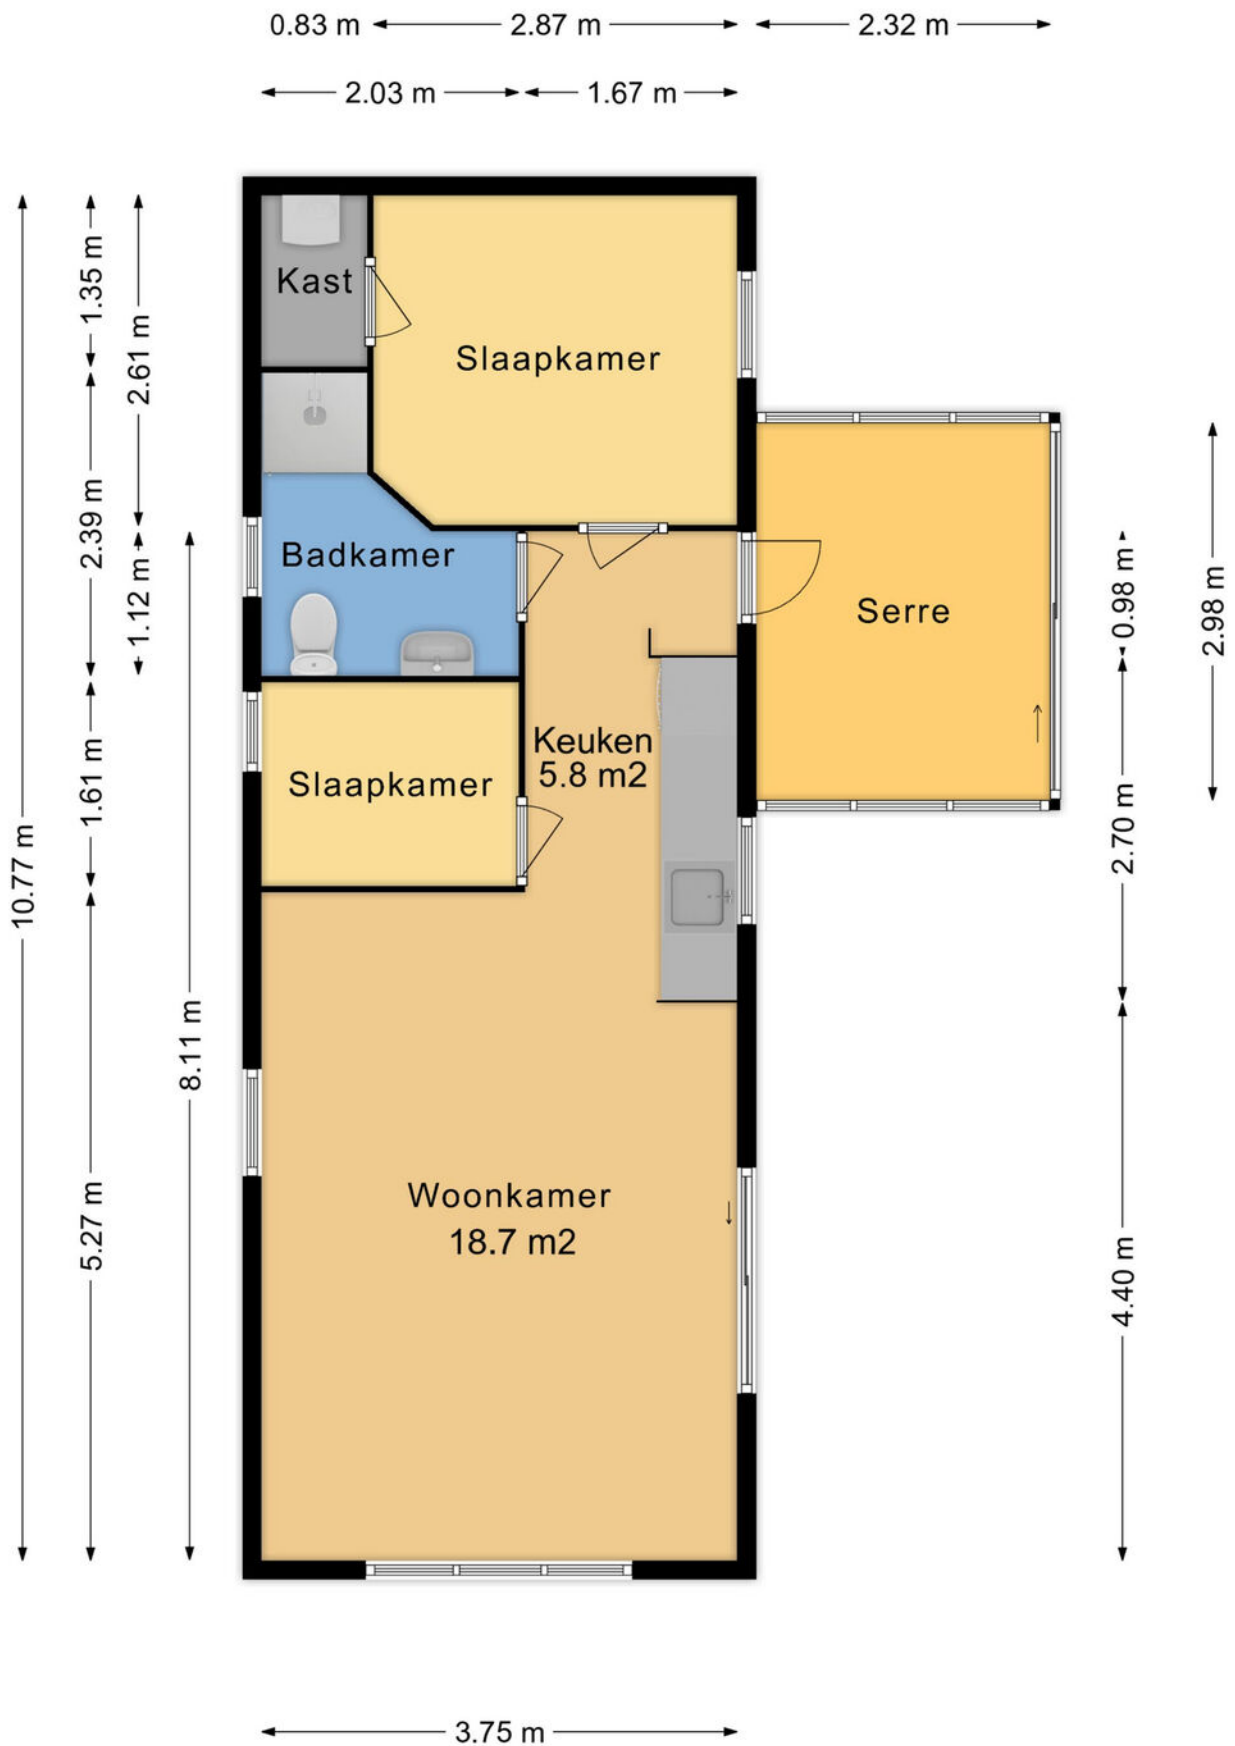 0.83 m 2.87 m 2.32 m
2.03 m 1.67 m
1.35 m
2.61 m
2.39 m
1.12 m
1.61 m
10.77 m
8.11 m
5.27 m
Kast
Slaapkamer
Badkamer
Serre
Keuken
5.8 m2
Slaapkamer
Woonkamer
18.7 m2
0.98 m
2.98 m
2.70 m
4.40 m
3.75 m